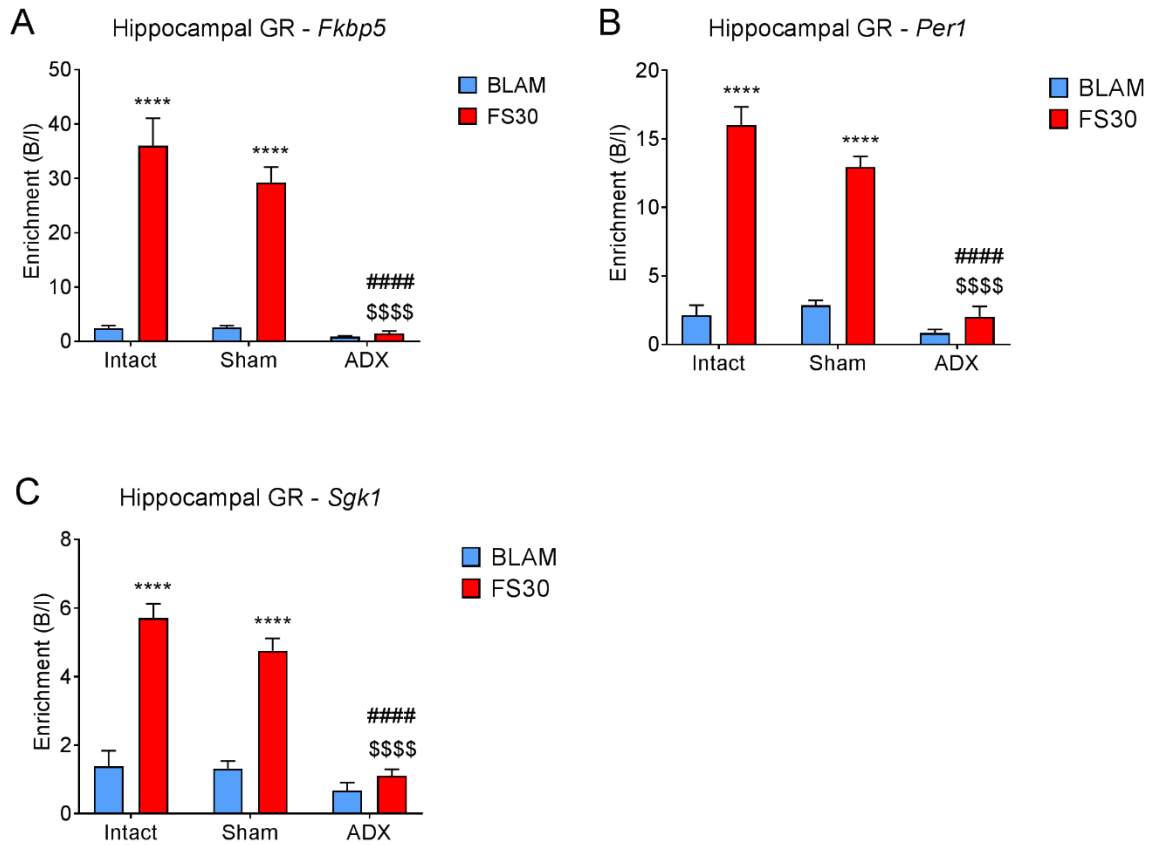 A
Hippocampal GR - Fkbp5
Enrichment (B/I)
50
40
30
20
10
0
****
****
####
$$$$
Intact
Sham
ADX
BLAM
FS30
B
Hippocampal GR - Per1
Enrichment (B/I)
20
15
10
5
0
****
****
####
$$$$
Intact
Sham
ADX
BLAM
FS30
C
Hippocampal GR - Sgk1
Enrichment (B/I)
8
6
4
2
0
****
****
####
$$$$
Intact
Sham
ADX
BLAM
FS30